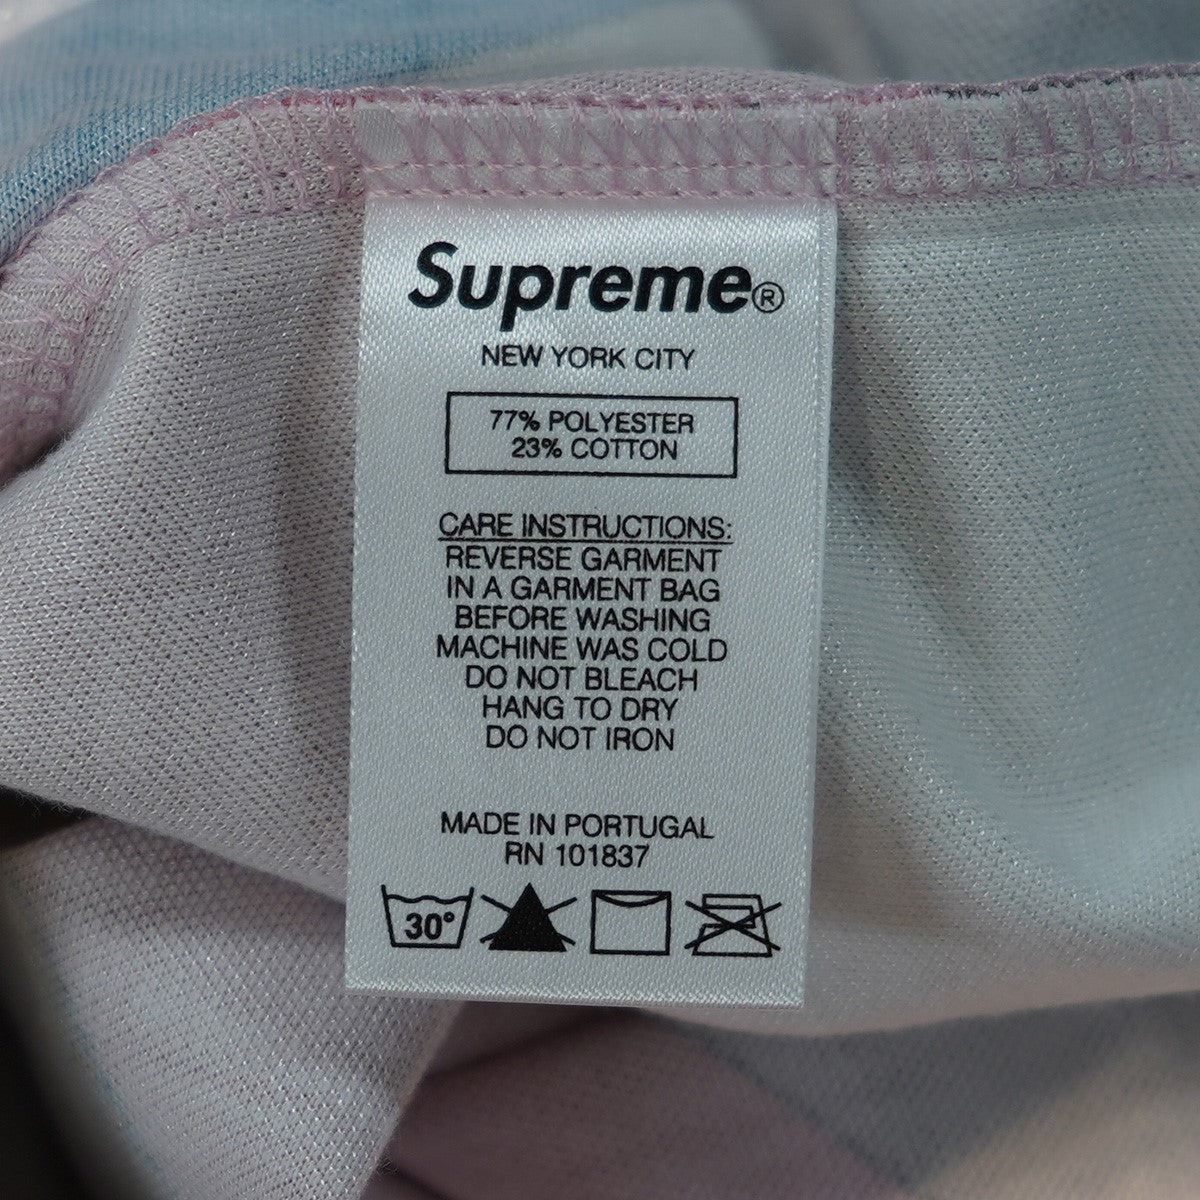 Supreme®
NEW YORK CITY
77% POLYESTER
23% COTTON
CARE INSTRUCTIONS:
REVERSE GARMENT
IN A GARMENT BAG
BEFORE WASHING
MACHINE WAS COLD
DO NOT BLEACH
HANG TO DRY
DO NOT IRON
MADE IN PORTUGAL
RN 101837
30°